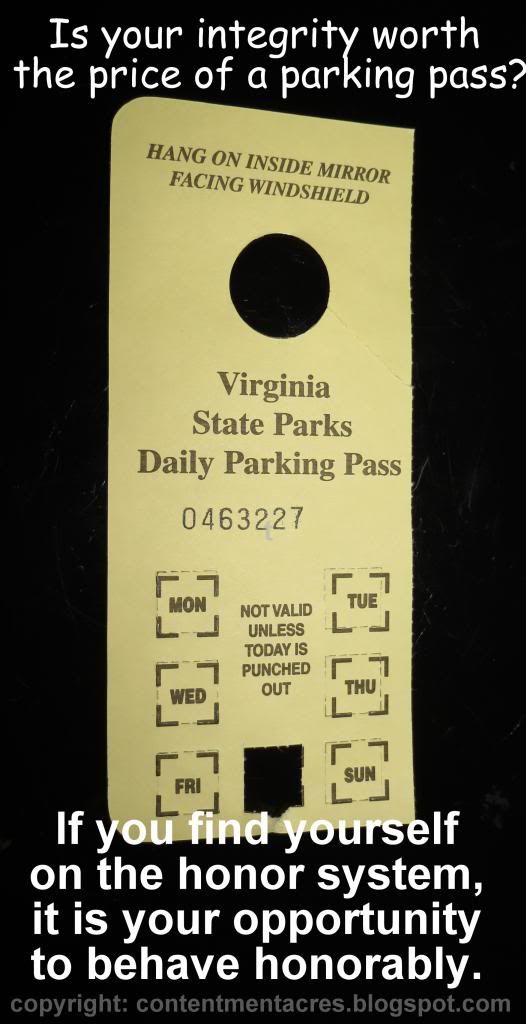 Is your integrity worth
the price of a parking pass?
HANG ON INSIDE MIRROR
FACING WINDSHIELD
Virginia
State Parks
Daily Parking Pass
0463227
MON
TUE
NOT VALID
UNLESS
TODAY IS
PUNCHED
OUT
WED
THU
FRI
SUN
If you find yourself
on the honor system,
it is your opportunity
to behave honorably.
copyright: contentmentacres.blogspot.com